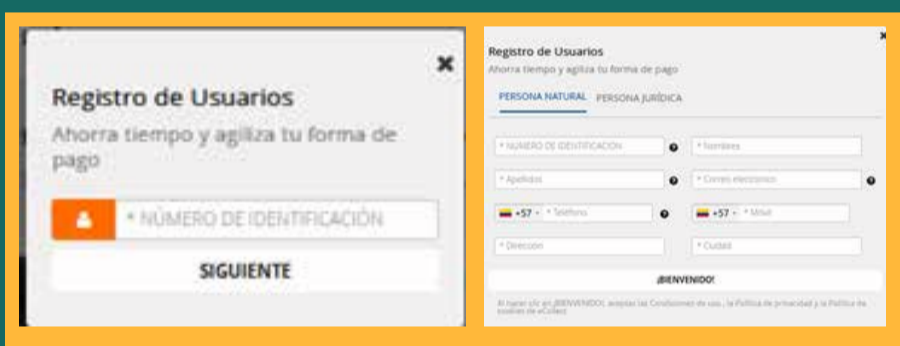 Registro de Usuarios
Ahorra tiempo y agiliza tu forma de
pago
* NÚMERO DE IDENTIFICACIÓN
SIGUIENTE
Registro de Usuarios
Ahorra tiempo y agiliza tu forma de pago
PERSONA NATURAL PERSONA JURÍDICA
* NÚMERO DE IDENTIFICACIÓN * Nombres
* Apellidos * Correo electrónico
+57 * Teléfono +57 * Móvil
* Dirección * Ciudad
¡BIENVENIDO!
Al hacer clic en ¡BIENVENIDO!, aceptas las Condiciones de uso, la Política de privacidad y la Política de
cookies de eCollect